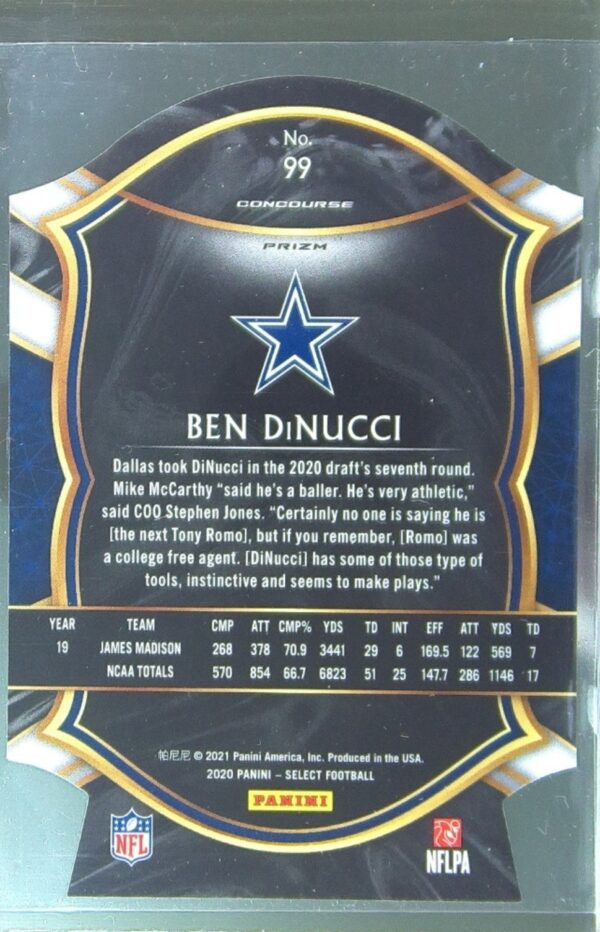 No.
99
CONCOURSE
PRIZM
BEN DiNUCCI
Dallas took DiNucci in the 2020 draft's seventh round.
Mike McCarthy “said he's a baller. He's very athletic,”
said COO Stephen Jones. “Certainly no one is saying he is
[the next Tony Romo], but if you remember, [Romo] was
a college free agent. [DiNucci] has some of those type of
tools, instinctive and seems to make plays.”
YEAR TEAM CMP ATT CMP% YDS TD INT EFF ATT YDS TD
19 JAMES MADISON 268 378 70.9 3441 29 6 169.5 122 569 7
NCAA TOTALS 570 854 66.7 6823 51 25 147.7 286 1146 17
帕尼尼 © 2021 Panini America, Inc. Produced in the USA.
2020 PANINI – SELECT FOOTBALL
PANINI
NFL
NFLPA